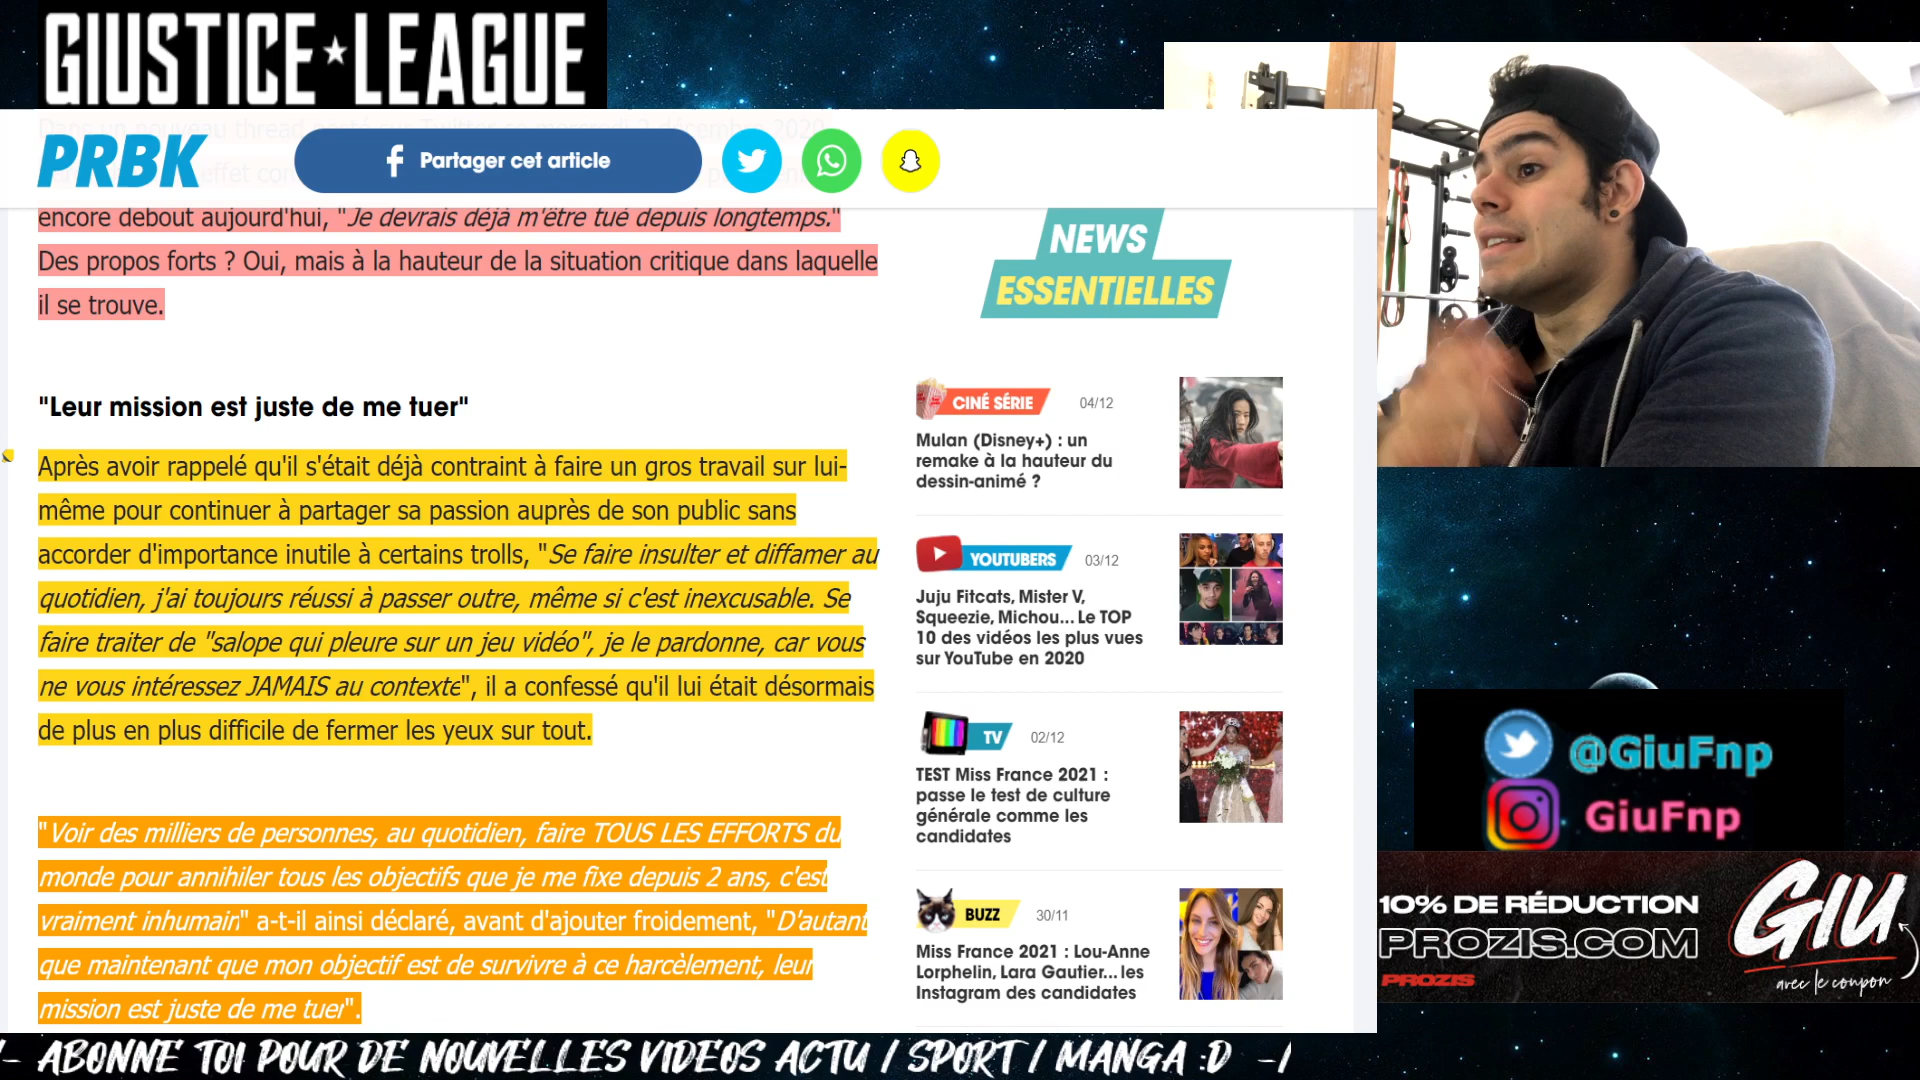 GIUSTICE★LEAGUE
PRBK
Partager cet article
encore debout aujourd'hui, "Je devrais déjà m'être tué depuis longtemps."
Des propos forts ? Oui, mais à la hauteur de la situation critique dans laquelle
il se trouve.
"Leur mission est juste de me tuer"
Après avoir rappelé qu'il s'était déjà contraint à faire un gros travail sur lui-
même pour continuer à partager sa passion auprès de son public sans
accorder d'importance inutile à certains trolls, "Se faire insulter et diffamer au
quotidien, j'ai toujours réussi à passer outre, même si c'est inexcusable. Se
faire traiter de "salope qui pleure sur un jeu vidéo", je le pardonne, car vous
ne vous intéressez JAMAIS au contexte", il a confessé qu'il lui était désormais
de plus en plus difficile de fermer les yeux sur tout.
"Voir des milliers de personnes, au quotidien, faire TOUS LES EFFORTS du
monde pour annihiler tous les objectifs que je me fixe depuis 2 ans, c'est
vraiment inhumain" a-t-il ainsi déclaré, avant d'ajouter froidement, "D'autant
que maintenant que mon objectif est de survivre à ce harcèlement, leur
mission est juste de me tuer".
NEWS
ESSENTIELLES
CINÉ SÉRIE 04/12
Mulan (Disney+) : un
remake à la hauteur du
dessin-animé ?
YOUTUBERS 03/12
Juju Fitcats, Mister V,
Squeezie, Michou... Le TOP
10 des vidéos les plus vues
sur YouTube en 2020
TV 02/12
TEST Miss France 2021 :
passe le test de culture
générale comme les
candidates
BUZZ 30/11
Miss France 2021 : Lou-Anne
Lorphelin, Lara Gautier... les
Instagram des candidates
@GiuFnp
GiuFnp
10% DE RÉDUCTION
PROZIS.COM
PROZIS
GIU
avec le coupon
- ABONNE TOI POUR DE NOUVELLES VIDEOS ACTU / SPORT / MANGA :D -/